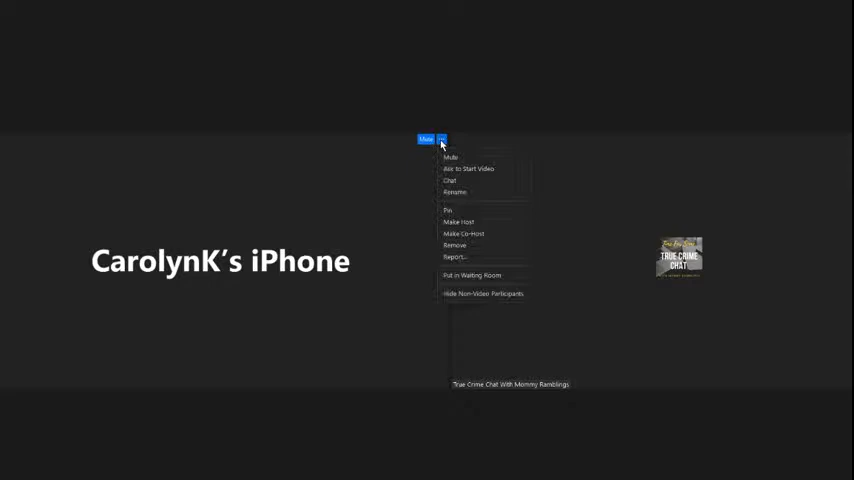 Mute
Mute
Ask to Start Video
Chat
Rename
Pin
Make Host
Make Co-Host
Remove
Report...
Put in Waiting Room
Hide Non-Video Participants
CarolynK’s iPhone
TRUE CRIME
CHAT
True Crime Chat With Mommy Ramblings